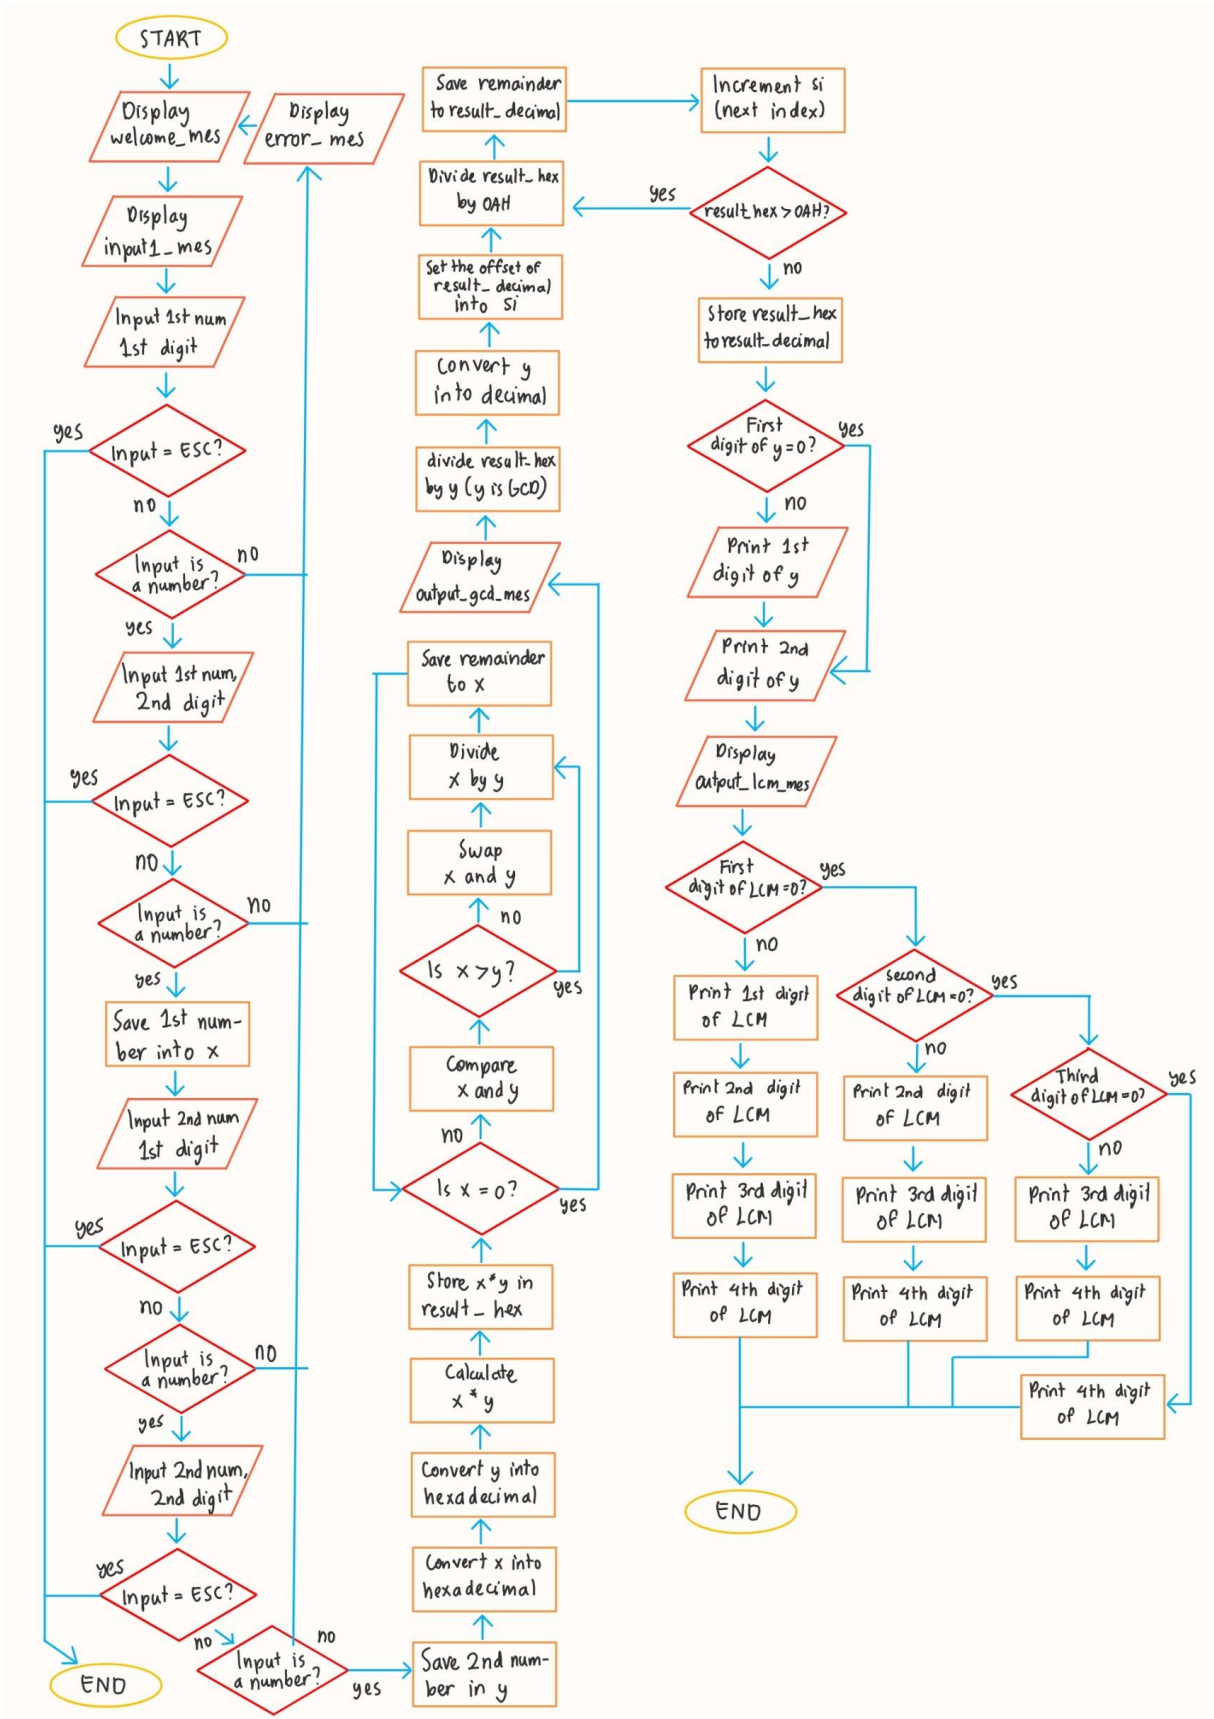 START
Display
welcome_mes
Display
error_mes
Display
input1_mes
Input 1st num
1st digit
Input = ESC?
yes
no
Input is
a number?
no
yes
Input 1st num,
2nd digit
Input = ESC?
yes
no
Input is
a number?
no
yes
Save 1st num-
ber into x
Input 2nd num
1st digit
Input = ESC?
yes
no
Input is
a number?
no
yes
Input 2nd num,
2nd digit
Input = ESC?
yes
no
END
Input is
a number?
no
yes
Save 2nd num-
ber in y
Convert x into
hexadecimal
Convert y into
hexadecimal
Calculate
x * y
Store x*y in
result_hex
Is x = 0?
yes
no
Compare
x and y
Is x > y?
yes
no
Swap
x and y
Divide
x by y
Save remainder
to x
Display
output_gcd_mes
divide result_hex
by y (y is GCD)
Convert y
into decimal
Set the offset of
result_decimal
into si
Divide result_hex
by 0AH
Save remainder
to result_decimal
Increment si
(next index)
result_hex > 0AH?
yes
no
Store result_hex
to result_decimal
First
digit of y=0?
yes
no
Print 1st
digit of y
Print 2nd
digit of y
Display
output_lcm_mes
First
digit of LCM=0?
yes
no
Print 1st digit
of LCM
Print 2nd digit
of LCM
Print 3rd digit
of LCM
Print 4th digit
of LCM
second
digit of LCM=0?
yes
no
Print 2nd digit
of LCM
Print 3rd digit
of LCM
Print 4th digit
of LCM
Third
digit of LCM=0?
yes
no
Print 3rd digit
of LCM
Print 4th digit
of LCM
Print 4th digit
of LCM
END